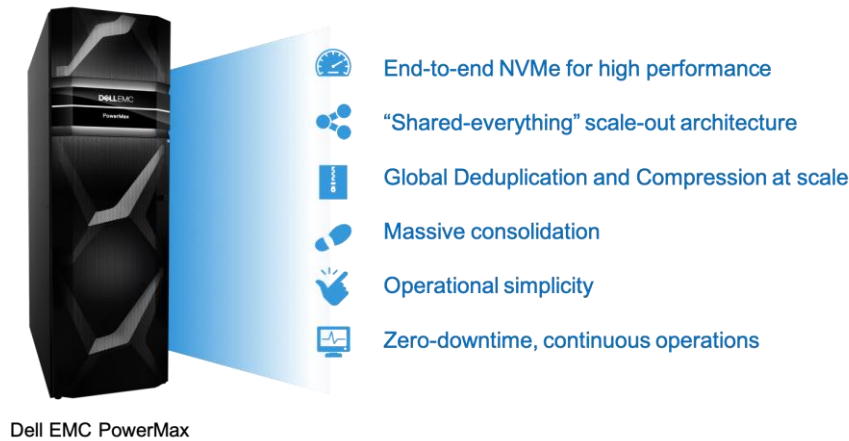 DELLEMC
PowerMax
End-to-end NVMe for high performance
“Shared-everything” scale-out architecture
Global Deduplication and Compression at scale
Massive consolidation
Operational simplicity
Zero-downtime, continuous operations
Dell EMC PowerMax